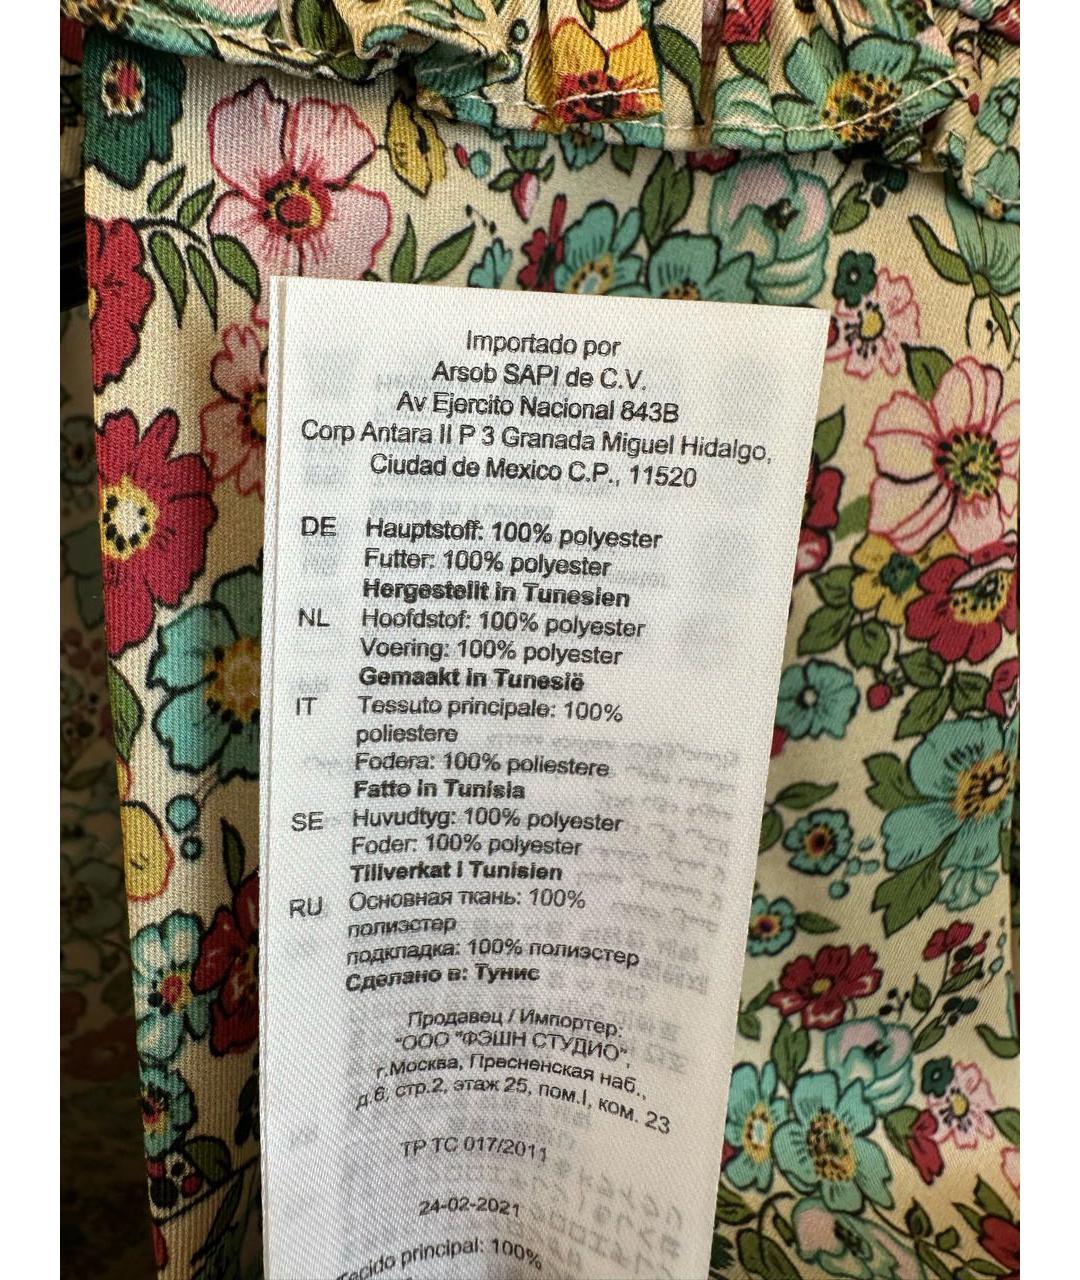 Importado por
Arsob SAPI de C.V.
Av Ejercito Nacional 843B
Corp Antara II P 3 Granada Miguel Hidalgo,
Ciudad de Mexico C.P., 11520
DE Hauptstoff: 100% polyester
Futter: 100% polyester
Hergestellt in Tunesien
NL Hoofdstof: 100% polyester
Voering: 100% polyester
Gemaakt in Tunesië
IT Tessuto principale: 100%
poliestere
Fodera: 100% poliestere
Fatto in Tunisia
SE Huvudtyg: 100% polyester
Foder: 100% polyester
Tillverkat i Tunisien
RU Основная ткань: 100%
полиэстер
подкладка: 100% полиэстер
Сделано в: Тунис
Продавец / Импортер:
"ООО "ФЭШН СТУДИО",
г.Москва, Пресненская наб.,
д.6, стр.2, этаж 25, пом.I, ком. 23
ТР ТС 017/2011
24-02-2021
Tecido principal: 100%